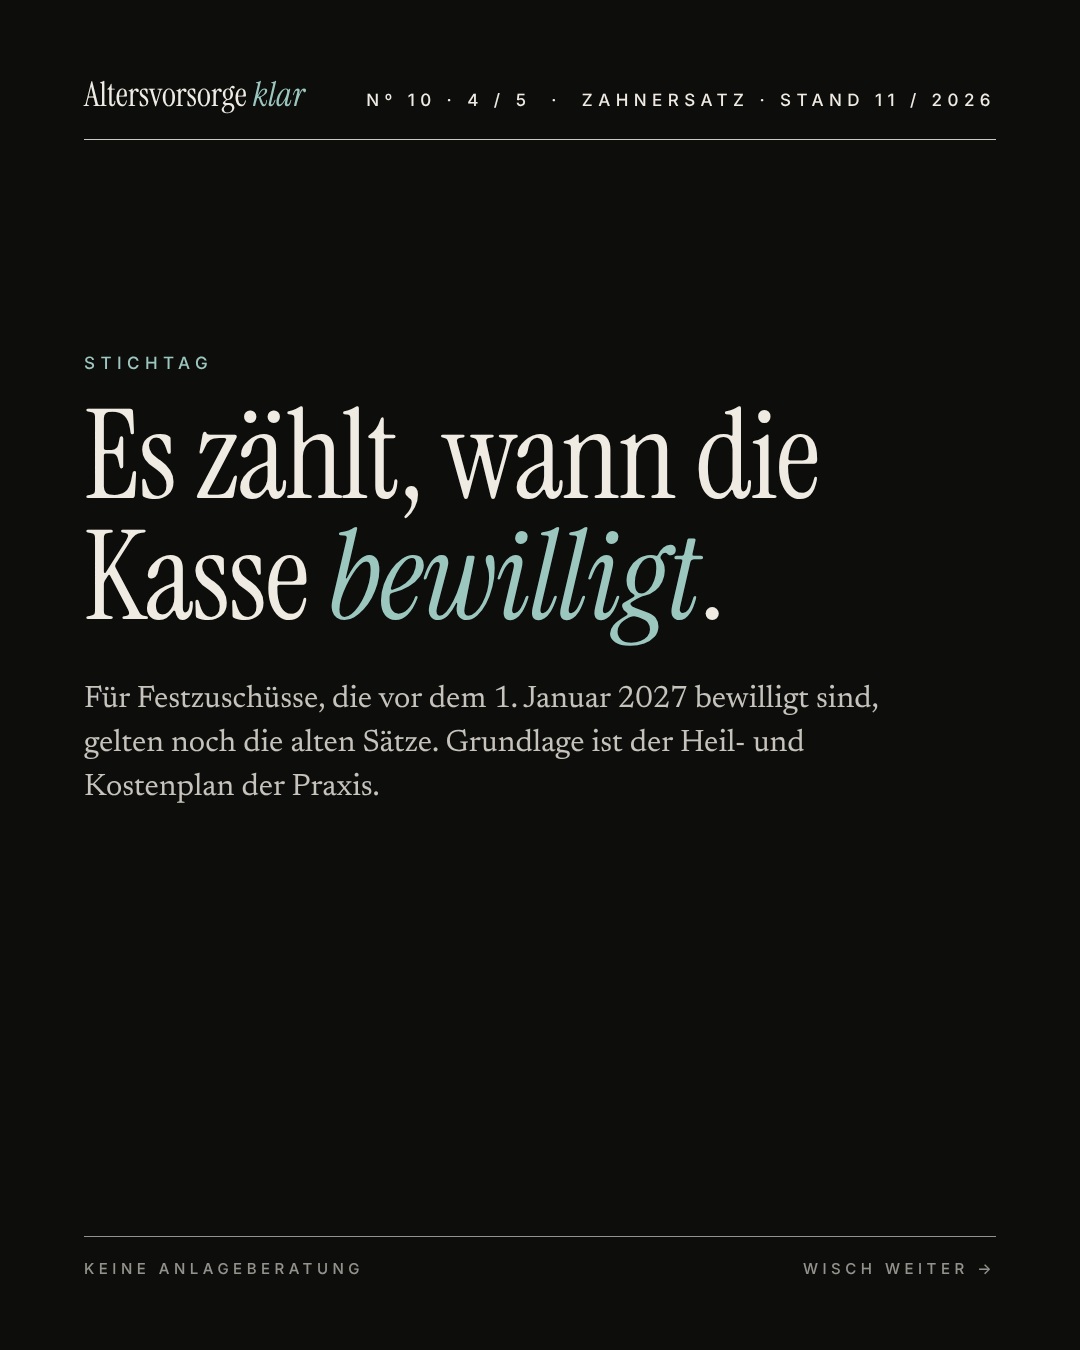 Altersvorsorge klar
Nº 10 · 4 / 5 · ZAHNERSATZ · STAND 11 / 2026
STICHTAG
Es zählt, wann die
Kasse bewilligt.
Für Festzuschüsse, die vor dem 1. Januar 2027 bewilligt sind,
gelten noch die alten Sätze. Grundlage ist der Heil- und
Kostenplan der Praxis.
KEINE ANLAGEBERATUNG
WISCH WEITER →